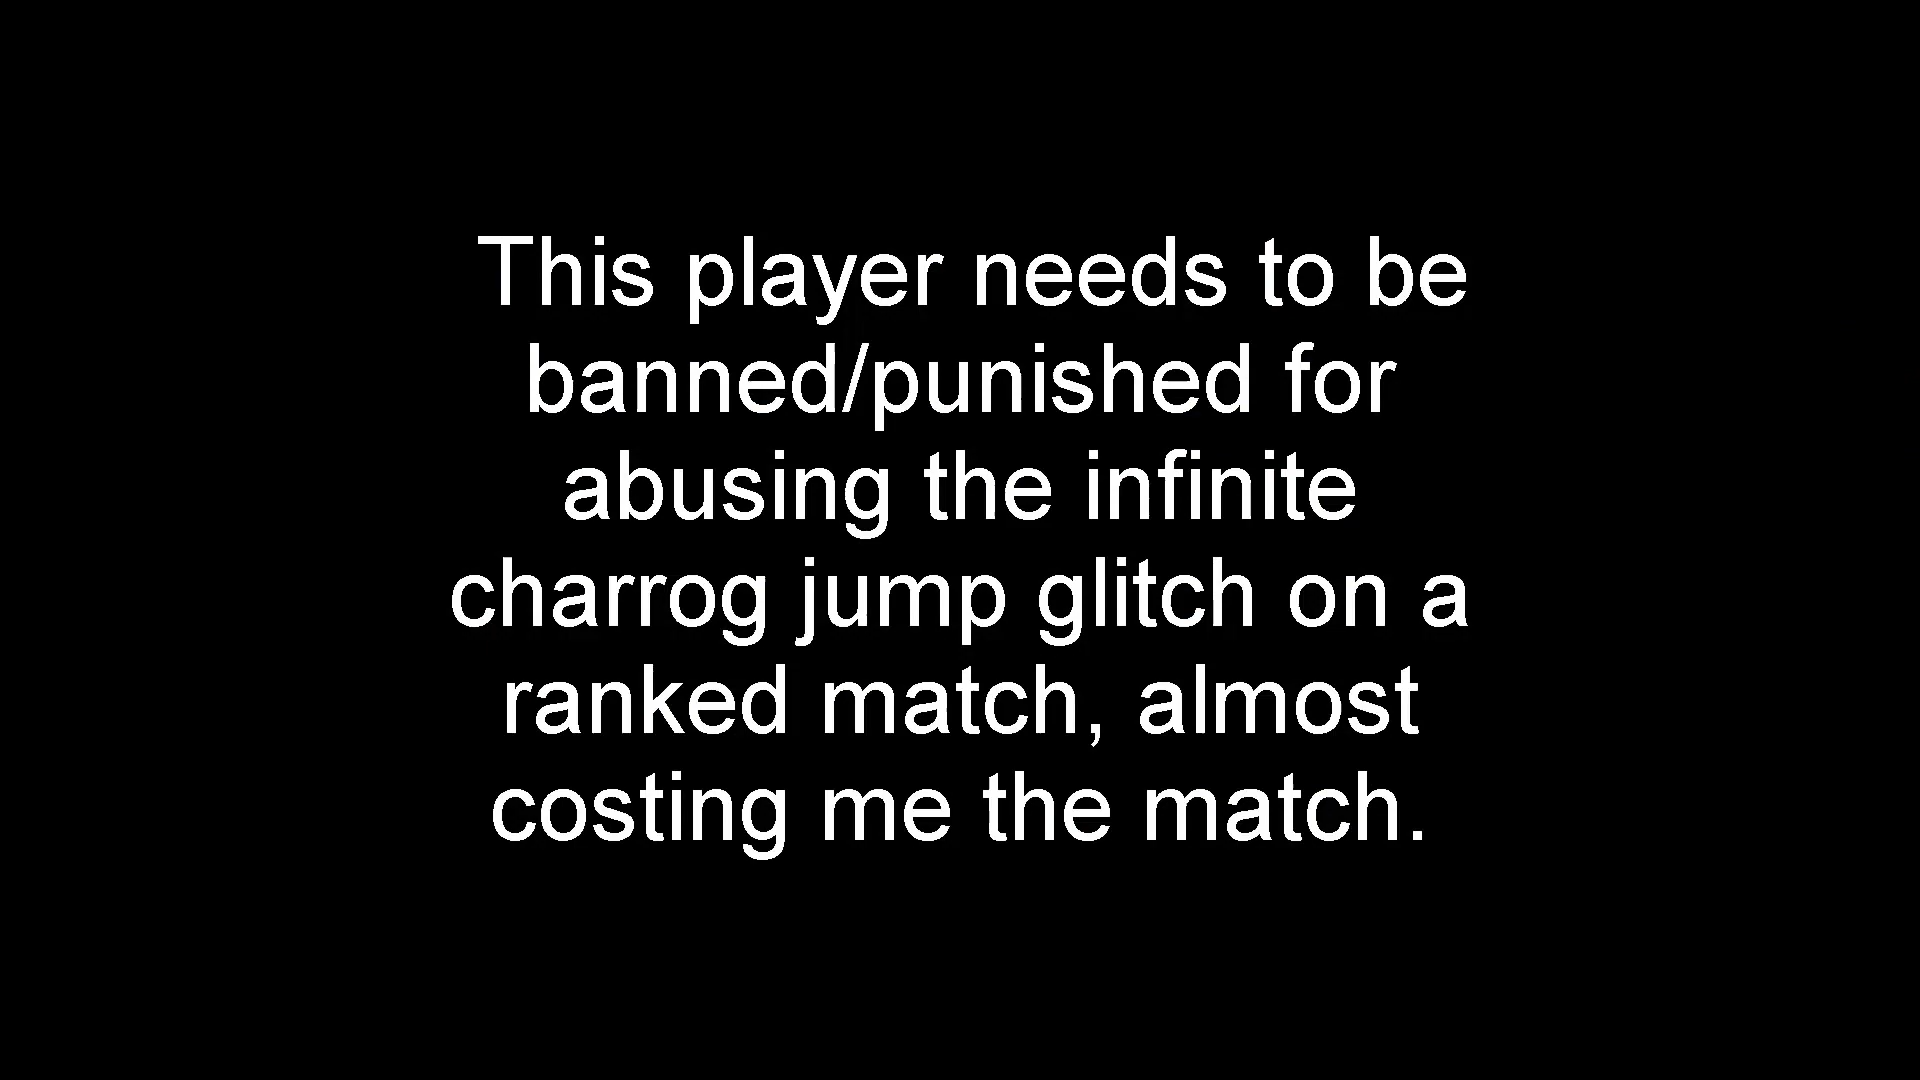 This player needs to be
banned/punished for
abusing the infinite
charrog jump glitch on a
ranked match, almost
costing me the match.